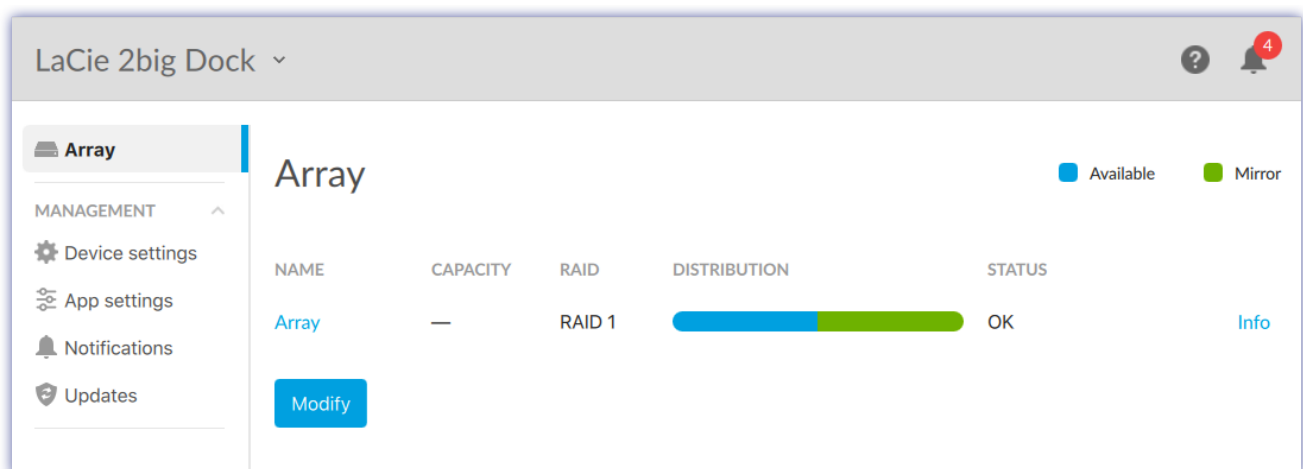 LaCie 2big Dock
4
Array
MANAGEMENT
Device settings
App settings
Notifications
Updates
Array
Available
Mirror
NAME CAPACITY RAID DISTRIBUTION STATUS
Array — RAID 1 OK Info
Modify